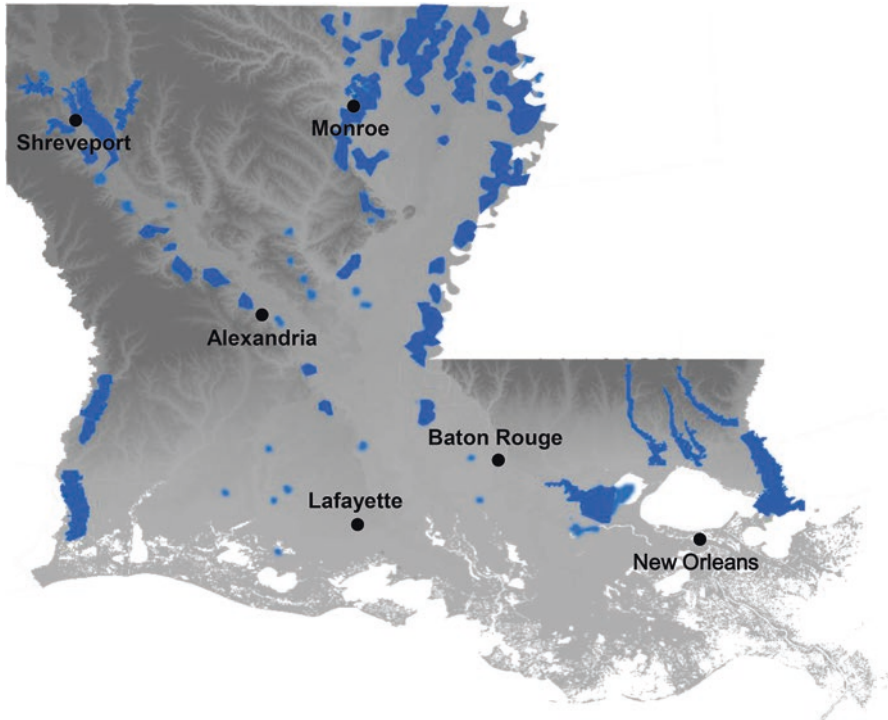 Monroe
Shreveport
Alexandria
Baton Rouge
Lafayette
New Orleans